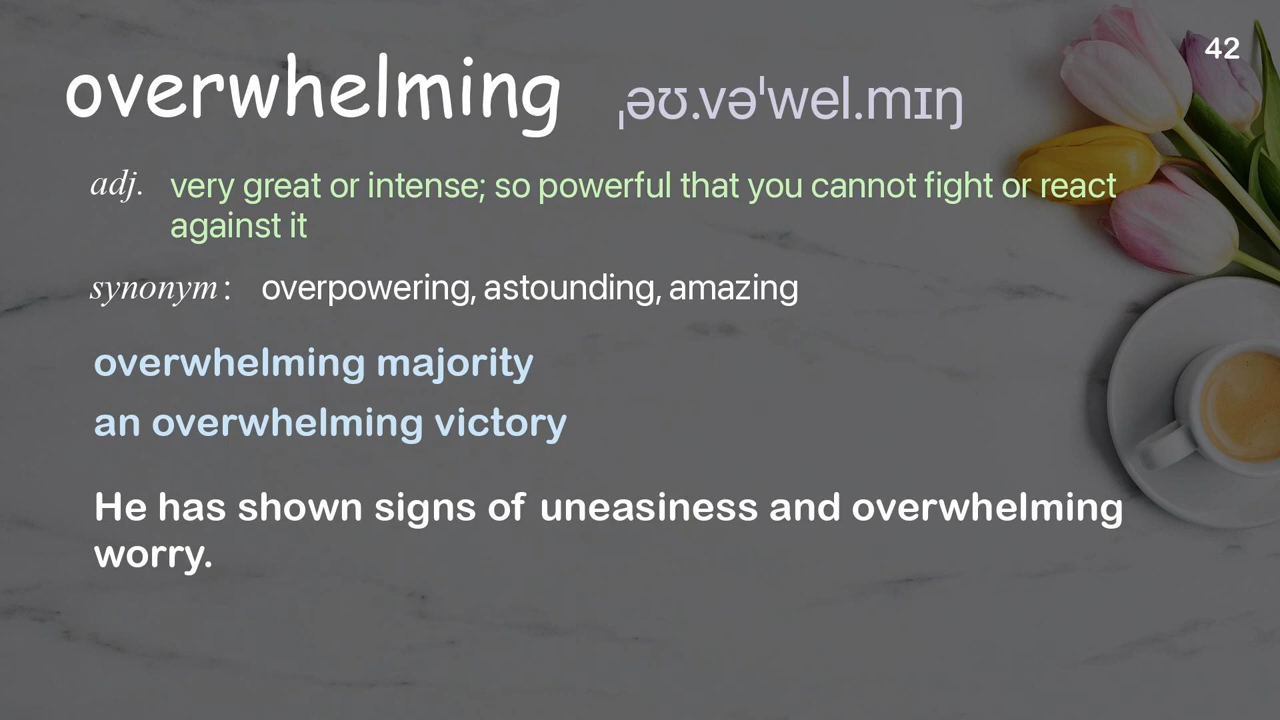 42
overwhelming ˌəʊ.vəˈwel.mɪŋ
adj. very great or intense; so powerful that you cannot fight or react
against it
synonym : overpowering, astounding, amazing
overwhelming majority
an overwhelming victory
He has shown signs of uneasiness and overwhelming
worry.